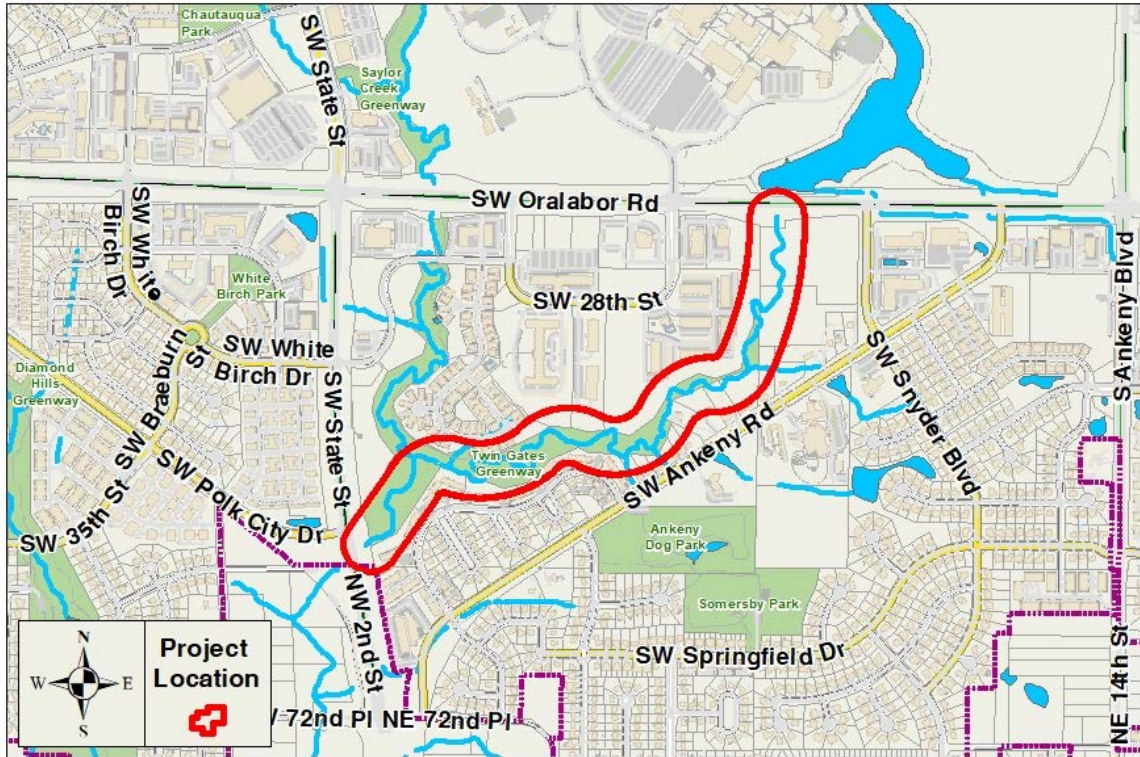 Chautauqua
Park
SW State St
Saylor
Creek
Greenway
SW Oralabor Rd
SW White
Birch Dr
White
Birch Park
SW 28th St
S Ankeny Blvd
Diamond
Hills
Greenway
SW Braeburn
St
SW White
Birch Dr
SW Snyder Blvd
SW State St
Twin Gates
Greenway
SW Ankeny Rd
SW 35th St
SW Polk City Dr
Ankeny
Dog Park
Somersby Park
NW 2nd St
SW Springfield Dr
NE 14th St
72nd Pl NE 72nd Pl
N
W E
S
Project
Location